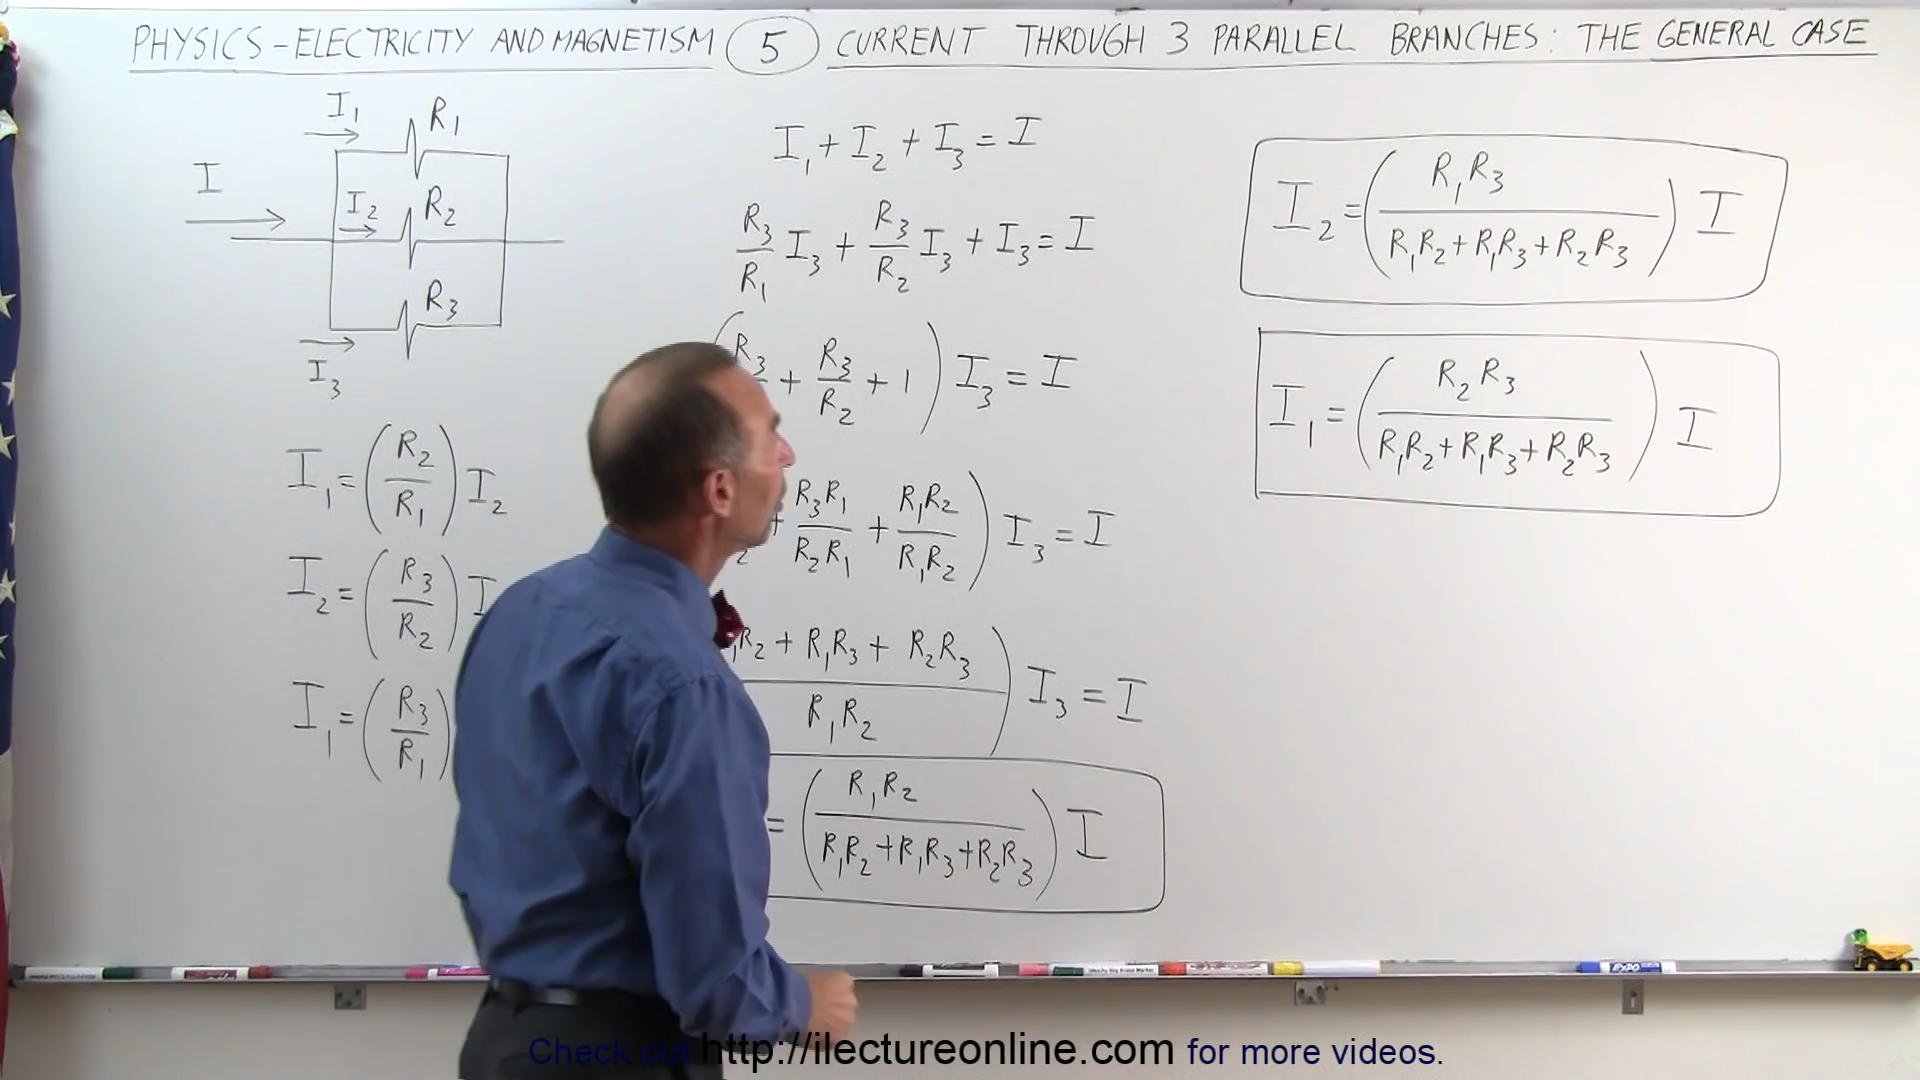 PHYSICS - ELECTRICITY AND MAGNETISM 5 CURRENT THROUGH 3 PARALLEL BRANCHES: THE GENERAL CASE
I
I₁
R₁
I₂
R₂
R₃
I₃
I₁ = (R₂/R₁) I₂
I₂ = (R₃/R₂) I
I₁ = (R₃/R₁)
I₁ + I₂ + I₃ = I
R₃/R₁ I₃ + R₃/R₂ I₃ + I₃ = I
(R₃ + R₃/R₂ + 1) I₃ = I
+ R₃R₁/R₂R₁ + R₁R₂/R₁R₂) I₃ = I
R₂ + R₁R₃ + R₂R₃ / R₁R₂) I₃ = I
= (R₁R₂ / R₁R₂ + R₁R₃ + R₂R₃) I
I₂ = (R₁R₃ / R₁R₂ + R₁R₃ + R₂R₃) I
I₁ = (R₂R₃ / R₁R₂ + R₁R₃ + R₂R₃) I
EXPO
Check out http://ilectureonline.com for more videos.